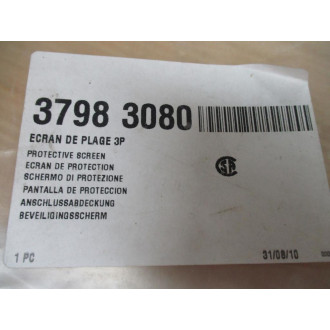 3798 3080
ECRAN DE PLAGE 3P
PROTECTIVE SCREEN
ECRAN DE PROTECTION
SCHERMO DI PROTEZIONE
PANTALLA DE PROTECCION
ANSCHLUSSABDECKUNG
BEVEILIGINGSSCHERM
1 PC
31/08/10